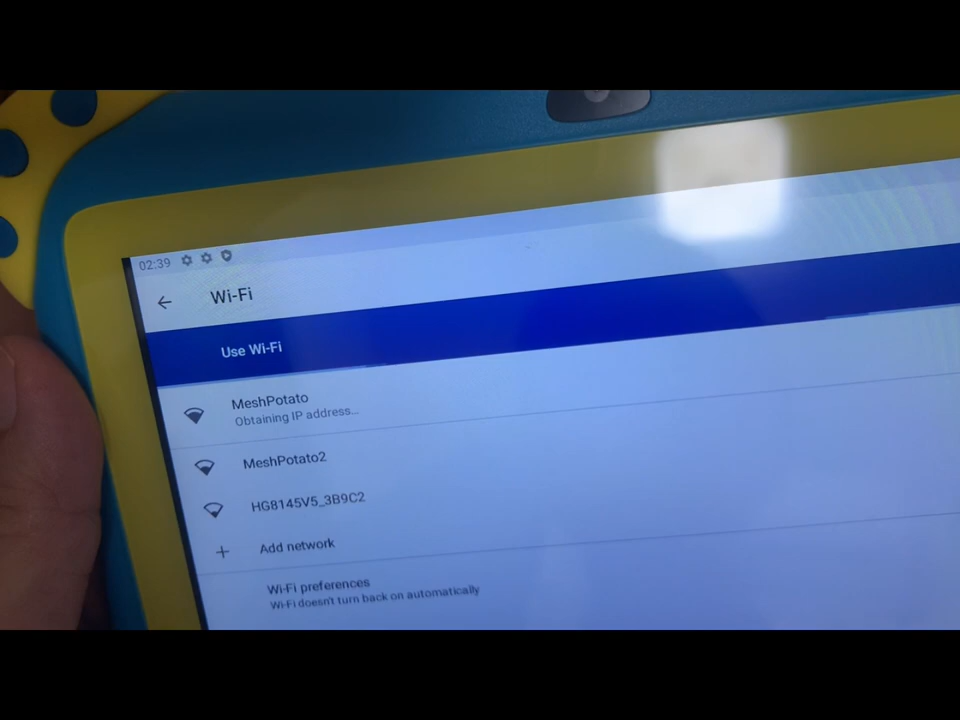 02:39
Wi-Fi
Use Wi-Fi
MeshPotato
Obtaining IP address...
MeshPotato2
HG8145V5_3B9C2
Add network
Wi-Fi preferences
Wi-Fi doesn't turn back on automatically